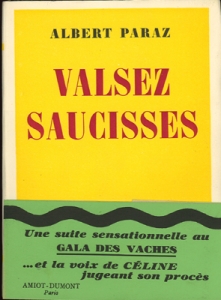 ALBERT PARAZ
VALSEZ
SAUCISSES
Une suite sensationnelle au
GALA DES VACHES
...et la voix de CÉLINE
jugeant son procès
AMIOT-DUMONT
Paris